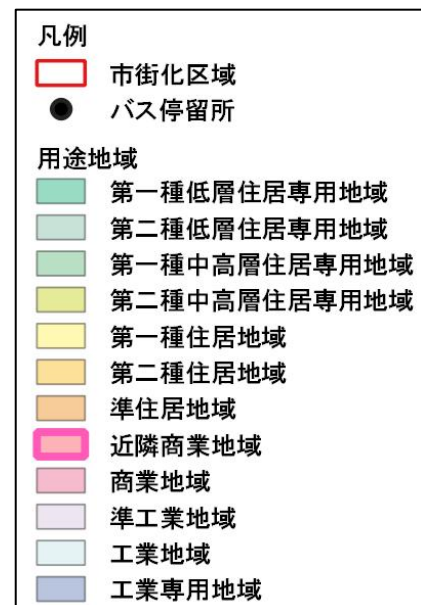 凡例
市街化区域
バス停留所
用途地域
第一種低層住居専用地域
第二種低層住居専用地域
第一種中高層住居専用地域
第二種中高層住居専用地域
第一種住居地域
第二種住居地域
準住居地域
近隣商業地域
商業地域
準工業地域
工業地域
工業専用地域